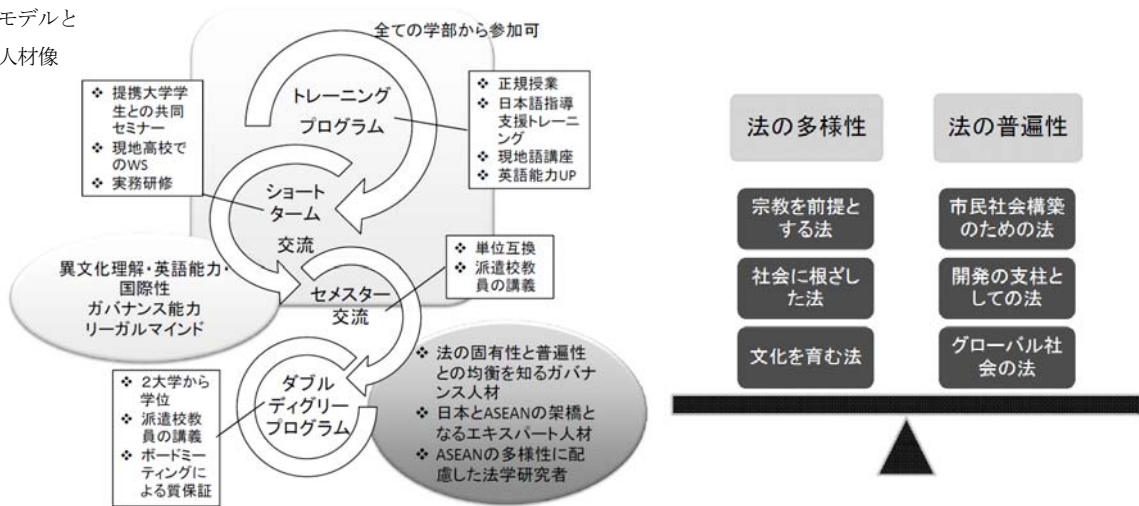 モデルと
人材像
全ての学部から参加可
トレーニング
プログラム
❖ 提携大学学
生との共同
セミナー
❖ 現地高校で
のWS
❖ 実務研修
❖ 正規授業
❖ 日本語指導
支援トレーニ
ング
❖ 現地語講座
❖ 英語能力UP
ショート
ターム
交流
異文化理解・英語能力・
国際性
ガバナンス能力
リーガルマインド
❖ 単位互換
❖ 派遣校教
員の講義
セメスター
交流
❖ 2大学から
学位
❖ 派遣校教
員の講義
❖ ボードミー
ティングに
よる質保証
ダブル
ディグリー
プログラム
❖ 法の固有性と普遍性
との均衡を知るガバナ
ンス人材
❖ 日本とASEANの架橋と
なるエキスパート人材
❖ ASEANの多様性に配
慮した法学研究者
法の多様性
宗教を前提と
する法
社会に根ざし
た法
文化を育む法
法の普遍性
市民社会構築
のための法
開発の支柱と
しての法
グローバル社
会の法